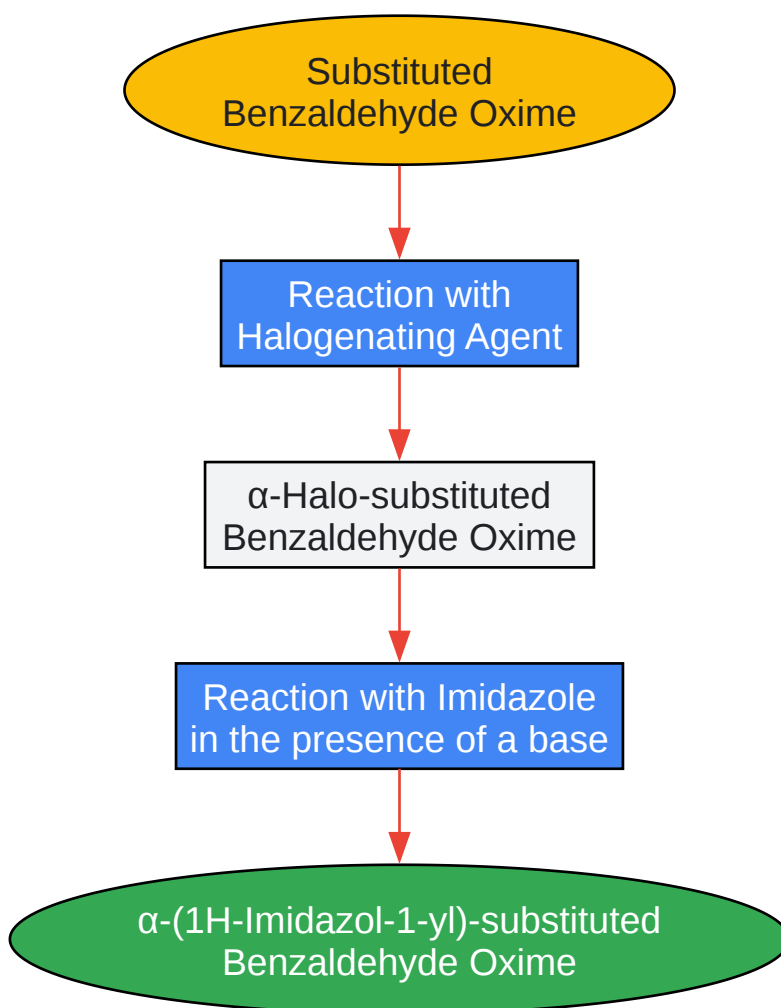 Substituted
Benzaldehyde Oxime
Reaction with
Halogenating Agent
α-Halo-substituted
Benzaldehyde Oxime
Reaction with Imidazole
in the presence of a base
α-(1H-Imidazol-1-yl)-substituted
Benzaldehyde Oxime